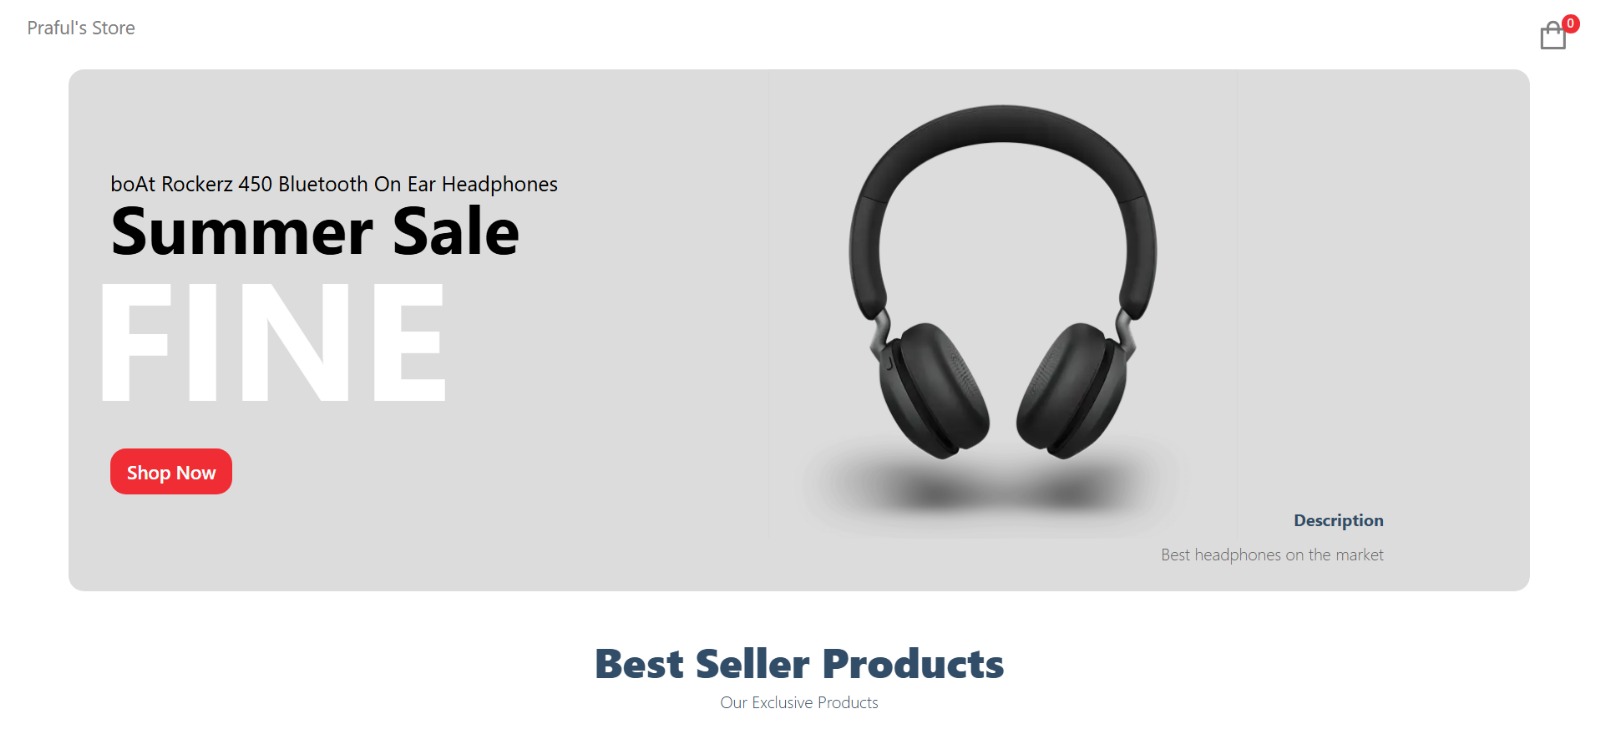 Praful's Store
0
boAt Rockerz 450 Bluetooth On Ear Headphones
Summer Sale
FINE
Shop Now
Description
Best headphones on the market
Best Seller Products
Our Exclusive Products